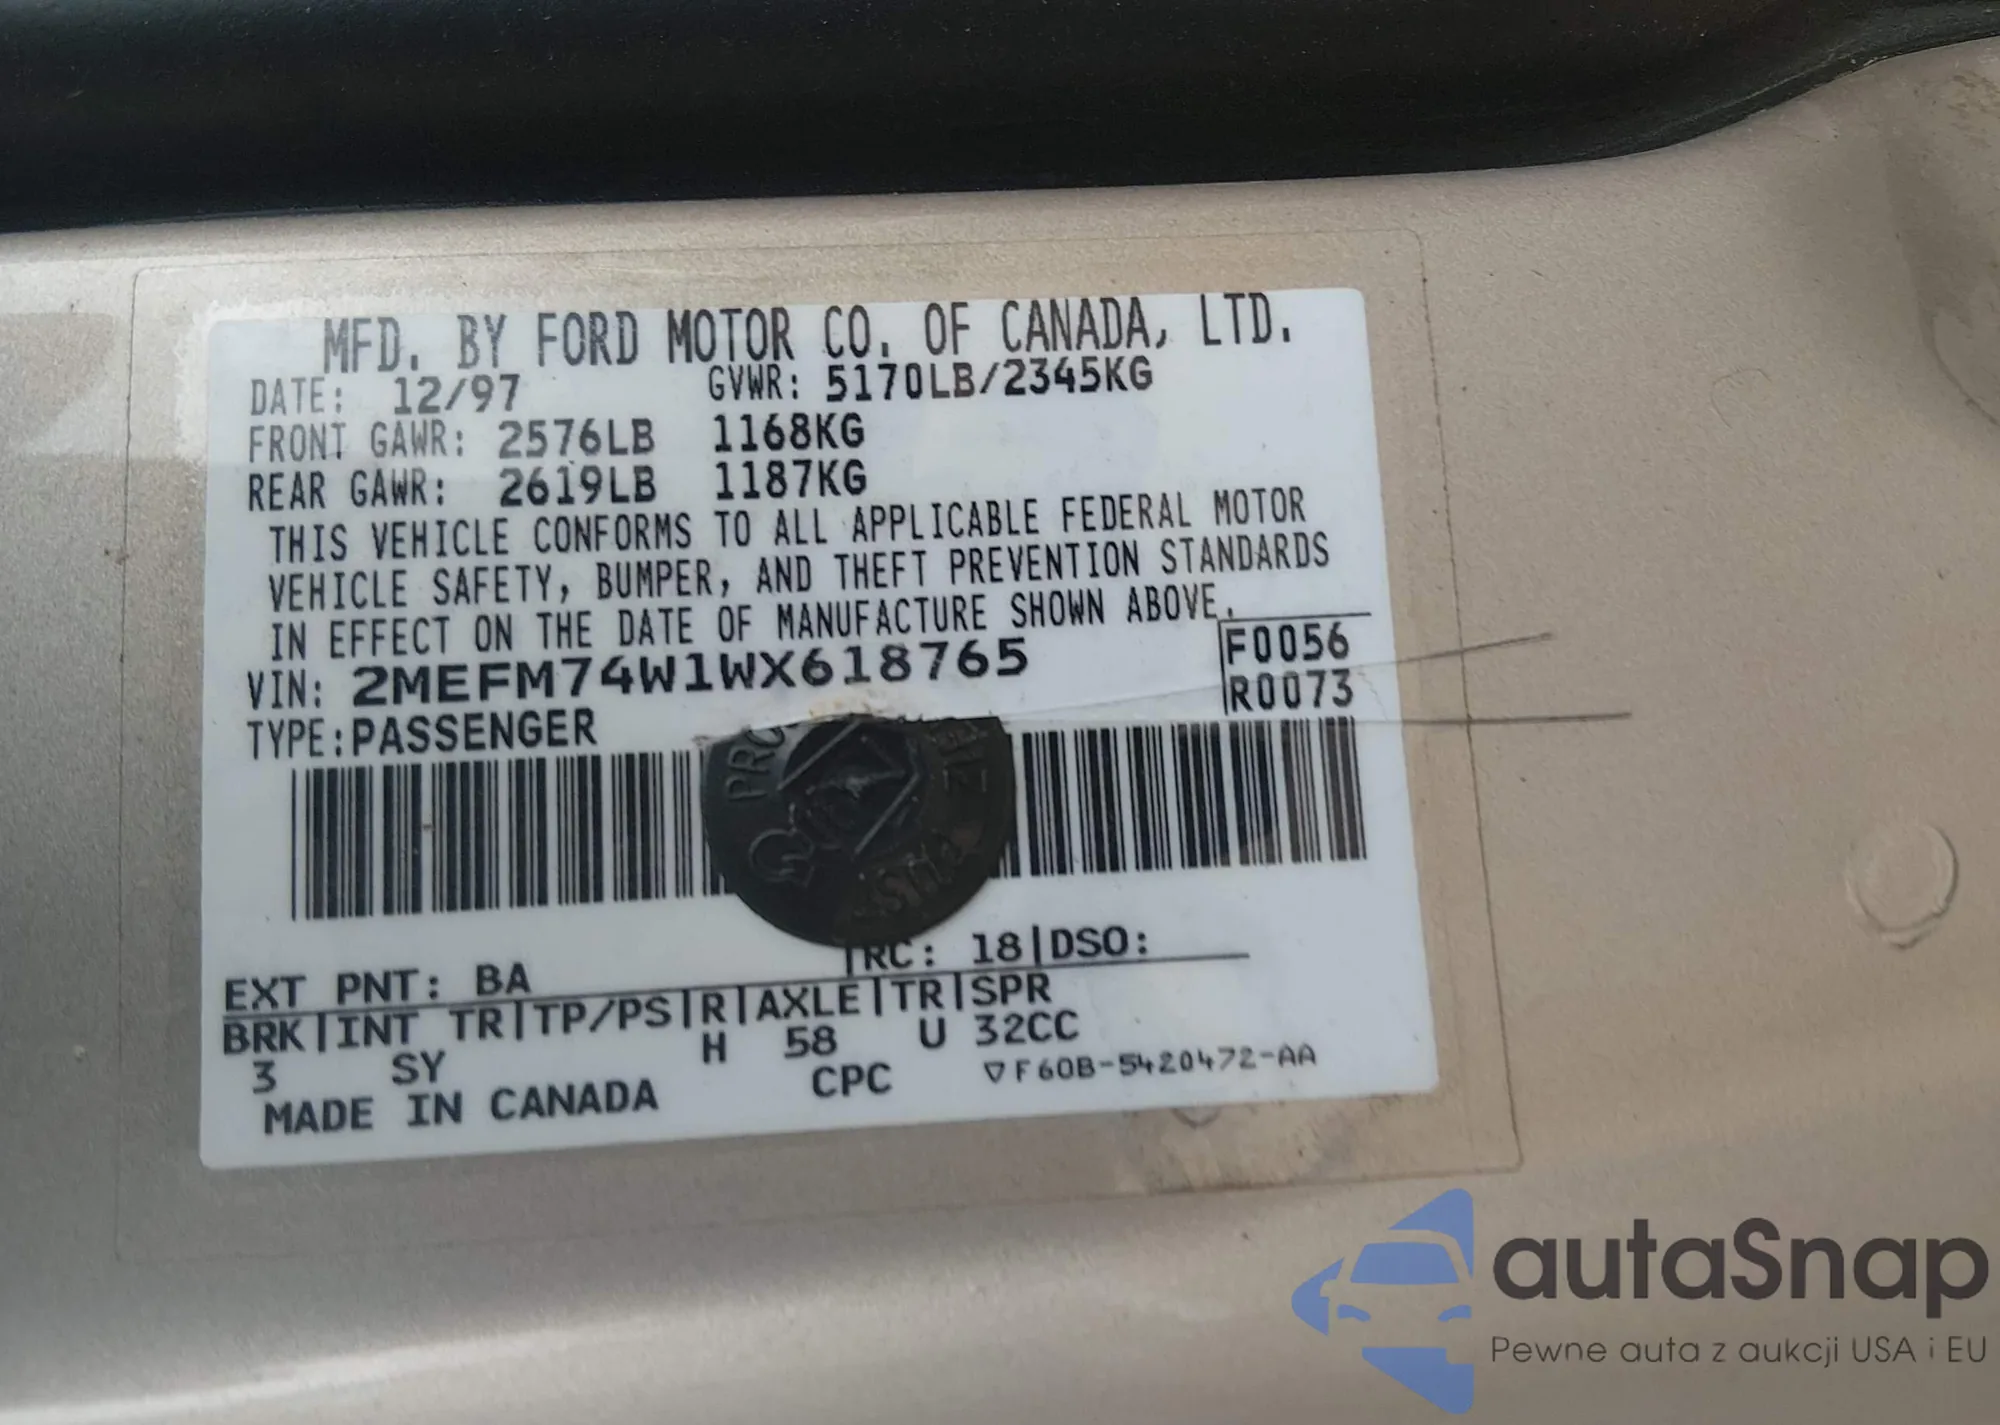 MFD. BY FORD MOTOR CO. OF CANADA, LTD.
DATE: 12/97 GVWR: 5170LB/2345KG
FRONT GAWR: 2576LB 1168KG
REAR GAWR: 2619LB 1187KG
THIS VEHICLE CONFORMS TO ALL APPLICABLE FEDERAL MOTOR
VEHICLE SAFETY, BUMPER, AND THEFT PREVENTION STANDARDS
IN EFFECT ON THE DATE OF MANUFACTURE SHOWN ABOVE.
VIN: 2MEFM74W1WX618765
F0056
R0073
TYPE: PASSENGER
EXT PNT: BA RC: 18 DSO:
BRK INT TR TP/PS R AXLE TR SPR
3 SY H 58 U 32CC
MADE IN CANADA CPC ▽F60B-5420472-AA
autaSnap
Pewne auta z aukcji USA i EU